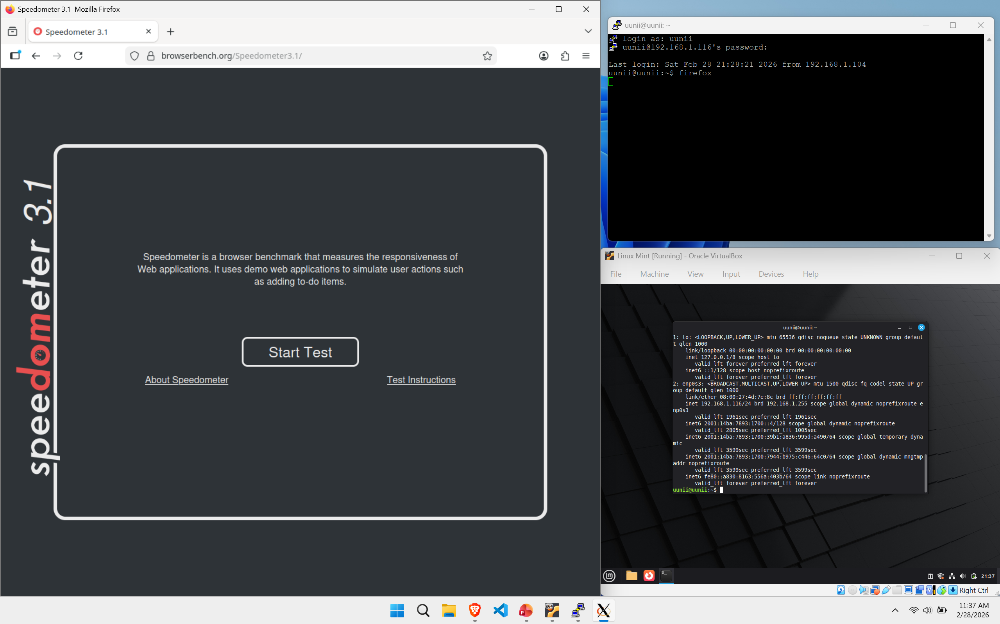 Speedometer 3.1  Mozilla Firefox
Speedometer 3.1
browserbench.org/Speedometer3.1/
speedometer 3.1
Speedometer is a browser benchmark that measures the responsiveness of
Web applications. It uses demo web applications to simulate user actions such
as adding to-do items.
Start Test
About Speedometer
Test Instructions
uunii@uunii: ~
login as: uunii
uunii@192.168.1.116's password:
Last login: Sat Feb 28 21:28:21 2026 from 192.168.1.104
uunii@uunii:~$ firefox
Linux Mint [Running] - Oracle VirtualBox
File Machine View Input Devices Help
uunii@uunii: ~
1: lo: <LOOPBACK,UP,LOWER_UP> mtu 65536 qdisc noqueue state UNKNOWN group defaul
t qlen 1000
link/loopback 00:00:00:00:00:00 brd 00:00:00:00:00:00
inet 127.0.0.1/8 scope host lo
valid_lft forever preferred_lft forever
inet6 ::1/128 scope host noprefixroute
valid_lft forever preferred_lft forever
2: enp0s3: <BROADCAST,MULTICAST,UP,LOWER_UP> mtu 1500 qdisc fq_codel state UP gr
oup default qlen 1000
link/ether 08:00:27:4d:7e:8c brd ff:ff:ff:ff:ff:ff
inet 192.168.1.116/24 brd 192.168.1.255 scope global dynamic noprefixroute e
np0s3
valid_lft 1961sec preferred_lft 1961sec
inet6 2001:14ba:7893:1700::4/128 scope global dynamic noprefixroute
valid_lft 2805sec preferred_lft 1005sec
inet6 2001:14ba:7893:1700:39b1:a836:995d:a490/64 scope global temporary dyna
mic
valid_lft 3599sec preferred_lft 3599sec
inet6 2001:14ba:7893:1700:7944:b975:c446:64c0/64 scope global dynamic mngtmp
addr noprefixroute
valid_lft 3599sec preferred_lft 3599sec
inet6 fe80::a830:8163:556a:403b/64 scope link noprefixroute
valid_lft forever preferred_lft forever
uunii@uunii:~$
21:37
Right Ctrl
x64
11:37 AM
2/28/2026